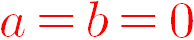 a = b = 0